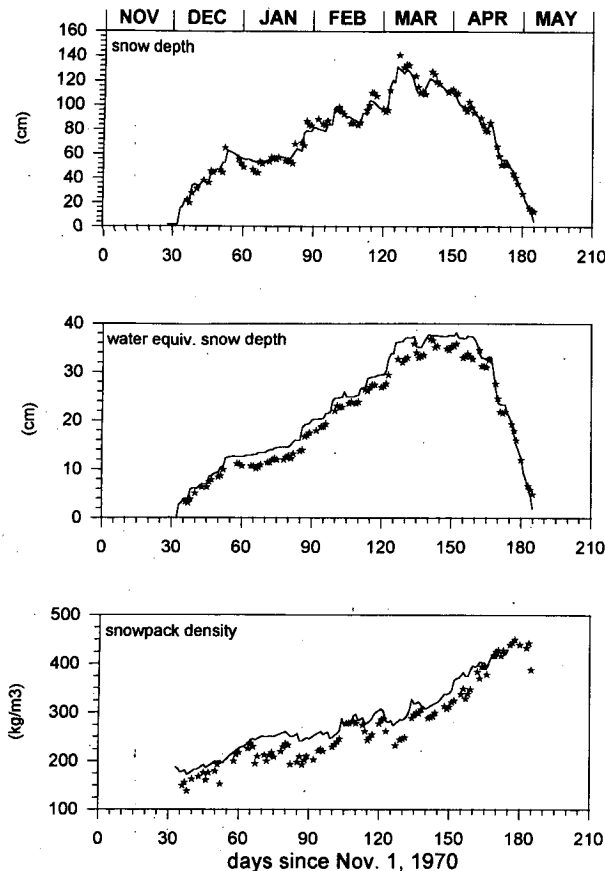 NOV DEC JAN FEB MAR APR MAY
160
140
120
100
80
60
40
20
0
(cm)
snow depth
0 30 60 90 120 150 180 210
40
30
20
10
0
(cm)
water equiv. snow depth
0 30 60 90 120 150 180 210
500
400
300
200
100
(kg/m3)
snowpack density
0 30 60 90 120 150 180 210
days since Nov. 1, 1970